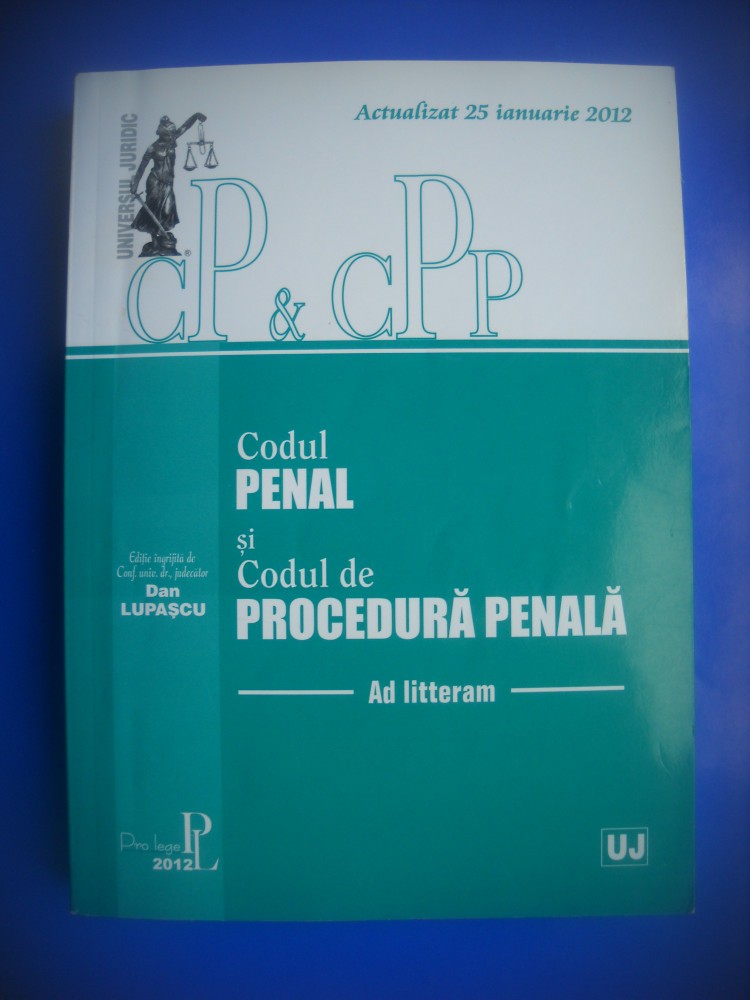 Actualizat 25 ianuarie 2012
UNIVERSUL JURIDIC
®
CP & CPP
Codul
PENAL
și
Codul de
PROCEDURĂ PENALĂ
Ediție îngrijită de
Conf. univ. dr., judecător
Dan
LUPAȘCU
Ad litteram
Pro lege PL
2012
UJ